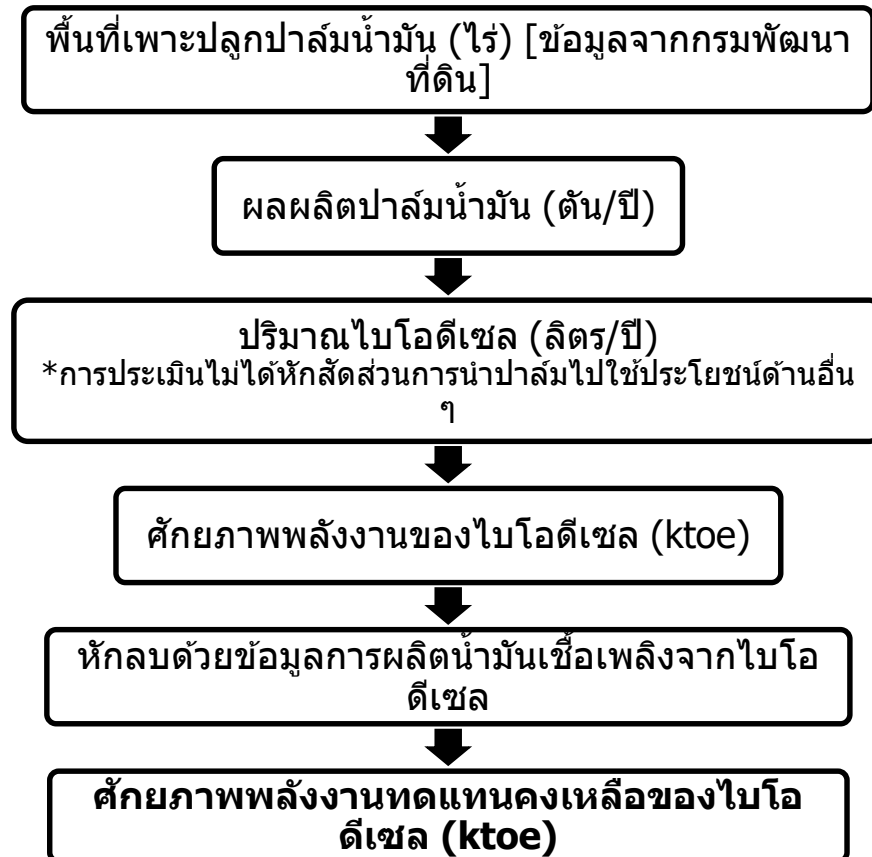 พื้นที่เพาะปลูกปาล์มน้ำมัน (ไร่) [ข้อมูลจากกรมพัฒนา
ที่ดิน]
ผลผลิตปาล์มน้ำมัน (ตัน/ปี)
ปริมาณไบโอดีเซล (ลิตร/ปี)
*การประเมินไม่ได้หักสัดส่วนการนำปาล์มไปใช้ประโยชน์ด้านอื่น
ๆ
ศักยภาพพลังงานของไบโอดีเซล (ktoe)
หักลบด้วยข้อมูลการผลิตน้ำมันเชื้อเพลิงจากไบโอ
ดีเซล
ศักยภาพพลังงานทดแทนคงเหลือของไบโอ
ดีเซล (ktoe)